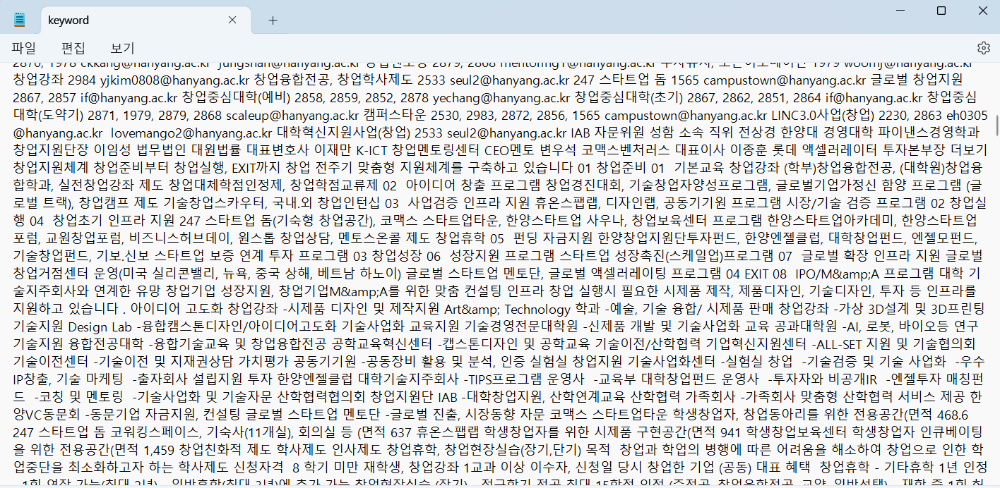 keyword
파일 편집 보기
2870, 1978 ckkang@hanyang.ac.kr 2879, 2868 mentoring1@hanyang.ac.kr 1979 woomj@hanyang.ac.kr
창업강좌 2984 yjkim0808@hanyang.ac.kr 창업융합전공, 창업학사제도 2533 seul2@hanyang.ac.kr 247 스타트업 돔 1565 campustown@hanyang.ac.kr 글로벌 창업지원
2867, 2857 if@hanyang.ac.kr 창업중심대학(예비) 2858, 2859, 2852, 2878 yechang@hanyang.ac.kr 창업중심대학(초기) 2867, 2862, 2851, 2864 if@hanyang.ac.kr 창업중심
대학(도약기) 2871, 1979, 2879, 2868 scaleup@hanyang.ac.kr 캠퍼스타운 2530, 2983, 2872, 2856, 1565 campustown@hanyang.ac.kr LINC3.0사업(창업) 2230, 2863 eh0305
@hanyang.ac.kr lovemango2@hanyang.ac.kr 대학혁신지원사업(창업) 2533 seul2@hanyang.ac.kr IAB 자문위원 성함 소속 직위 전상경 한양대 경영대학 파이낸스경영학과
창업지원단장 이임성 법무법인 대원법률 대표변호사 이재만 K-ICT 창업멘토링센터 CEO멘토 변우석 코맥스벤처러스 대표이사 이종훈 롯데 액셀러레이터 투자본부장 더보기
창업지원체계 창업준비부터 창업실행, EXIT까지 창업 전주기 맞춤형 지원체계를 구축하고 있습니다 01 창업준비 01 기본교육 창업강좌 (학부)창업융합전공, (대학원)창업융
합학과, 실전창업강좌 제도 창업대체학점인정제, 창업학점교류제 02 아이디어 창출 프로그램 창업경진대회, 기술창업자양성프로그램, 글로벌기업가정신 함양 프로그램 (글
로벌 트랙), 창업캠프 제도 기술창업스카우터, 국내.외 창업인턴십 03 사업검증 인프라 지원 휴온스팹랩, 디자인랩, 공동기기원 프로그램 시장/기술 검증 프로그램 02 창업실
행 04 창업초기 인프라 지원 247 스타트업 돔(기숙형 창업공간), 코맥스 스타트업타운, 한양스타트업 사우나, 창업보육센터 프로그램 한양스타트업아카데미, 한양스타트업
포럼, 교원창업포럼, 비즈니스허브데이, 원스톱 창업상담, 멘토스온콜 제도 창업휴학 05 펀딩 자금지원 한양창업지원단투자펀드, 한양엔젤클럽, 대학창업펀드, 엔젤모펀드,
기술창업펀드, 기보.신보 스타트업 보증 연계 투자 프로그램 03 창업성장 06 성장지원 프로그램 스타트업 성장촉진(스케일업)프로그램 07 글로벌 확장 인프라 지원 글로벌
창업거점센터 운영(미국 실리콘밸리, 뉴욕, 중국 상해, 베트남 하노이) 글로벌 스타트업 멘토단, 글로벌 액셀러레이팅 프로그램 04 EXIT 08 IPO/M&amp;A 프로그램 대학 기
술지주회사와 연계한 유망 창업기업 성장지원, 창업기업M&amp;A를 위한 맞춤 컨설팅 인프라 창업 실행시 필요한 시제품 제작, 제품디자인, 기술디자인, 투자 등 인프라를
지원하고 있습니다 . 아이디어 고도화 창업강좌 -시제품 디자인 및 제작지원 Art&amp; Technology 학과 -예술, 기술 융합/ 시제품 판매 창업강좌 -가상 3D설계 및 3D프린팅
기술지원 Design Lab -융합캡스톤디자인/아이디어고도화 기술사업화 교육지원 기술경영전문대학원 -신제품 개발 및 기술사업화 교육 공과대학원 -AI, 로봇, 바이오등 연구
기술지원 융합전공대학 -융합기술교육 및 창업융합전공 공학교육혁신센터 -캡스톤디자인 및 공학교육 기술이전/산학협력 기업혁신지원센터 -ALL-SET 지원 및 기술협의회
기술이전센터 -기술이전 및 지재권상담 가치평가 공동기기원 -공동장비 활용 및 분석, 인증 실험실 창업지원 기술사업화센터 -실험실 창업 -기술검증 및 기술 사업화 -우수
IP창출, 기술 마케팅 -출자회사 설립지원 투자 한양엔젤클럽 대학기술지주회사 -TIPS프로그램 운영사 -교육부 대학창업펀드 운영사 -투자자와 비공개IR -엔젤투자 매칭펀
드 -코칭 및 멘토링 -기술사업화 및 기술자문 산학협력협의회 창업지원단 IAB -대학창업지원, 산학연계교육 산학협력 가족회사 -가족회사 맞춤형 산학협력 서비스 제공 한
양VC동문회 -동문기업 자금지원, 컨설팅 글로벌 스타트업 멘토단 -글로벌 진출, 시장동향 자문 코맥스 스타트업타운 학생창업자, 창업동아리를 위한 전용공간(면적 468.6
247 스타트업 돔 코워킹스페이스, 기숙사(11개실), 회의실 등 (면적 637 휴온스팹랩 학생창업자를 위한 시제품 구현공간(면적 941 학생창업보육센터 학생창업자 인큐베이팅
을 위한 전용공간(면적 1,459 창업친화적 제도 학사제도 인사제도 창업휴학, 창업현장실습(장기,단기) 목적 창업과 학업의 병행에 따른 어려움을 해소하여 창업으로 인한 학
업중단을 최소화하고자 하는 학사제도 신청자격 8 학기 미만 재학생, 창업강좌 1교과 이상 이수자, 신청일 당시 창업한 기업 (공동) 대표 혜택 창업휴학 - 기타휴학 1년 인정